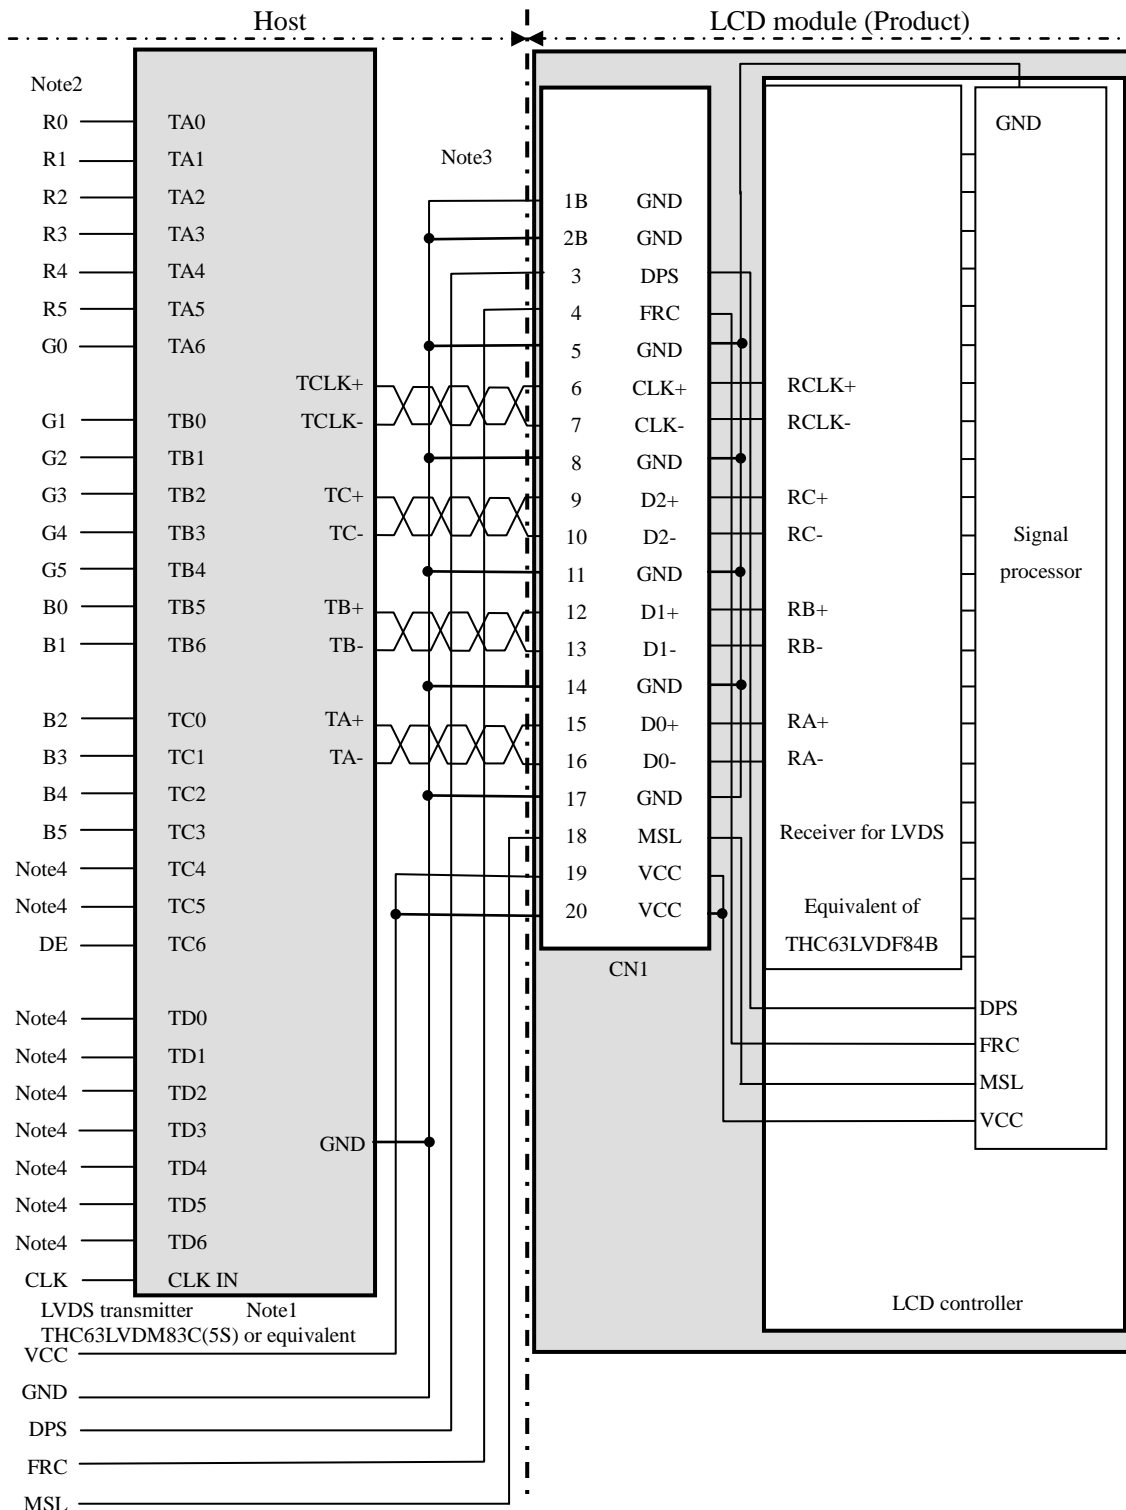 Host LCD module (Product)
Note2
R0 TA0 GND
R1 TA1 Note3
R2 TA2 1B GND
R3 TA3 2B GND
R4 TA4 3 DPS
R5 TA5 4 FRC
G0 TA6 5 GND
TCLK+ 6 CLK+ RCLK+
G1 TB0 TCLK- 7 CLK- RCLK-
G2 TB1 8 GND
G3 TB2 TC+ 9 D2+ RC+
G4 TB3 TC- 10 D2- RC- Signal
G5 TB4 11 GND processor
B0 TB5 TB+ 12 D1+ RB+
B1 TB6 TB- 13 D1- RB-
14 GND
B2 TC0 TA+ 15 D0+ RA+
B3 TC1 TA- 16 D0- RA-
B4 TC2 17 GND
B5 TC3 18 MSL Receiver for LVDS
Note4 TC4 19 VCC
Note4 TC5 20 VCC Equivalent of
DE TC6 THC63LVDF84B
CN1
Note4 TD0 DPS
Note4 TD1 FRC
Note4 TD2 MSL
Note4 TD3 GND VCC
Note4 TD4
Note4 TD5
Note4 TD6
CLK CLK IN
LVDS transmitter Note1 LCD controller
THC63LVDM83C(5S) or equivalent
VCC
GND
DPS
FRC
MSL